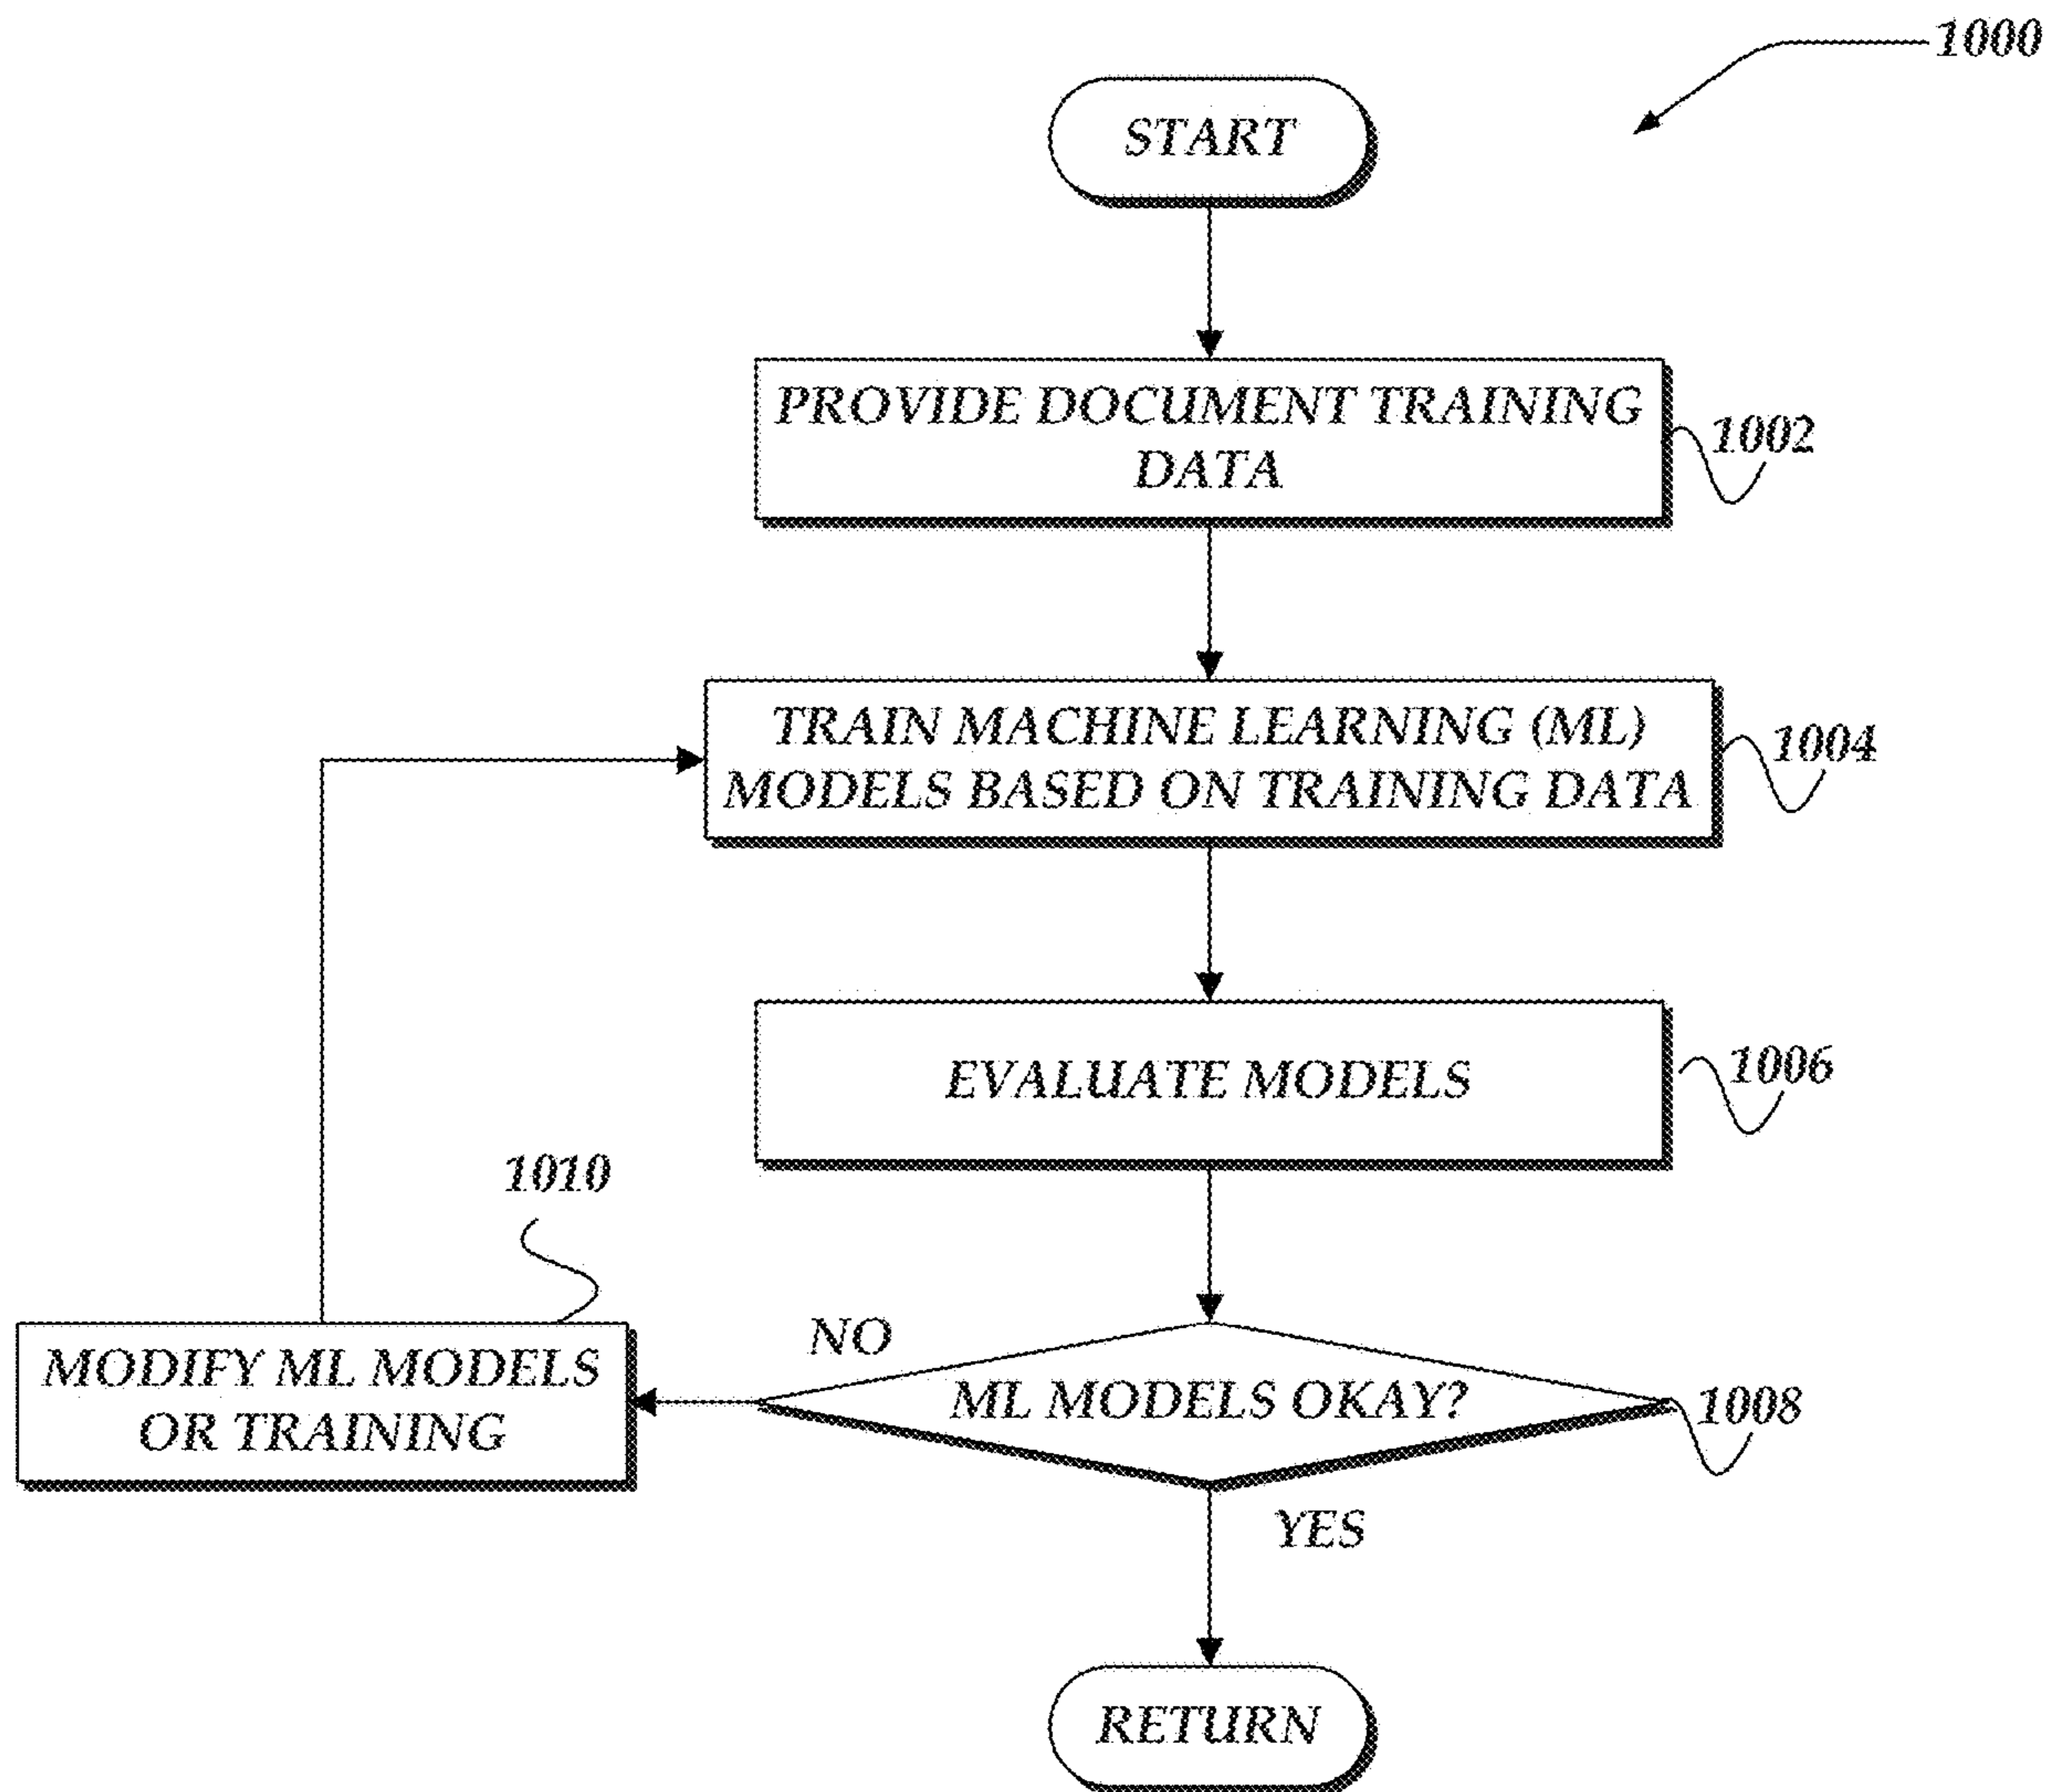 1000
START
PROVIDE DOCUMENT TRAINING
DATA
1002
TRAIN MACHINE LEARNING (ML)
MODELS BASED ON TRAINING DATA
1004
EVALUATE MODELS
1006
1010
MODIFY ML MODELS
OR TRAINING
NO
ML MODELS OKAY?
1008
YES
RETURN